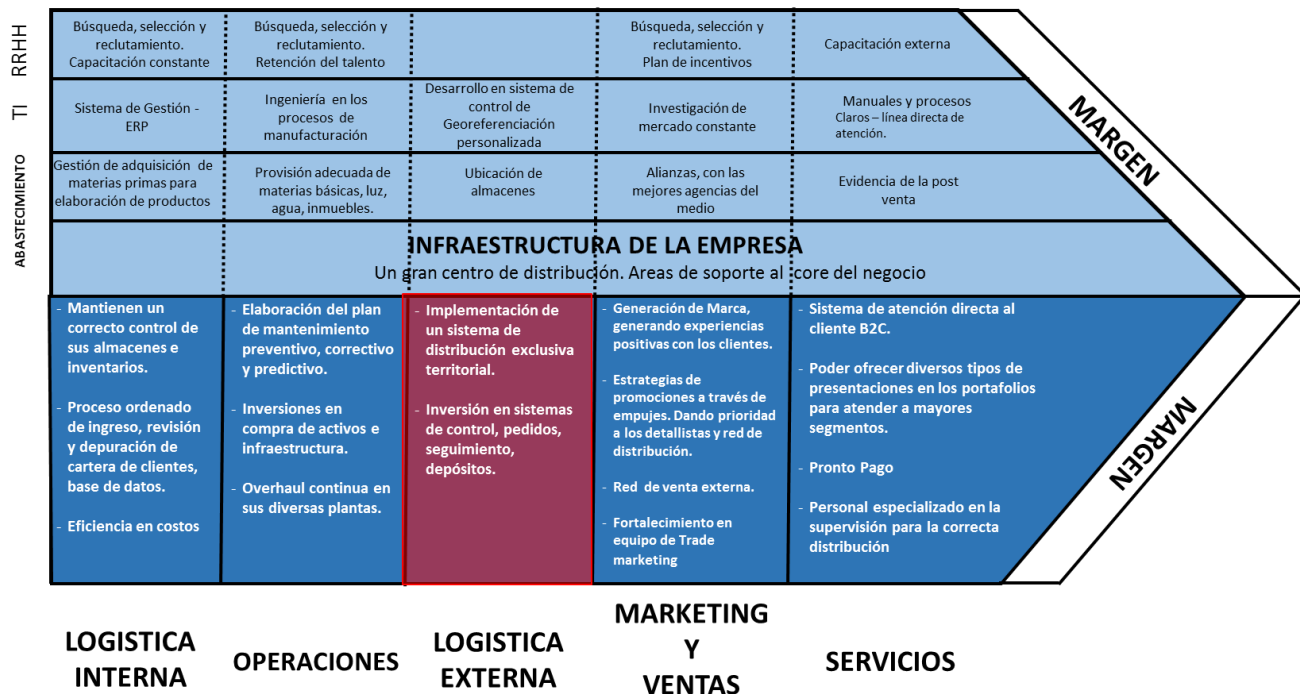 RRHH
Búsqueda, selección y
reclutamiento.
Capacitación constante
Búsqueda, selección y
reclutamiento.
Retención del talento
Búsqueda, selección y
reclutamiento.
Plan de incentivos
Capacitación externa
TI
Sistema de Gestión -
ERP
Ingeniería en los
procesos de
manufacturación
Desarrollo en sistema de
control de
Georeferenciación
personalizada
Investigación de
mercado constante
Manuales y procesos
Claros – línea directa de
atención.
ABASTECIMIENTO
Gestión de adquisición de
materias primas para
elaboración de productos
Provisión adecuada de
materias básicas, luz,
agua, inmuebles.
Ubicación de
almacenes
Alianzas, con las
mejores agencias del
medio
Evidencia de la post
venta
MARGEN
INFRAESTRUCTURA DE LA EMPRESA
Un gran centro de distribución. Areas de soporte al core del negocio
- Mantienen un
correcto control de
sus almacenes e
inventarios.
- Proceso ordenado
de ingreso, revisión
y depuración de
cartera de clientes,
base de datos.
- Eficiencia en costos
- Elaboración del plan
de mantenimiento
preventivo, correctivo
y predictivo.
- Inversiones en
compra de activos e
infraestructura.
- Overhaul continua en
sus diversas plantas.
- Implementación de
un sistema de
distribución exclusiva
territorial.
- Inversión en sistemas
de control, pedidos,
seguimiento,
depósitos.
- Generación de Marca,
generando experiencias
positivas con los clientes.
- Estrategias de
promociones a través de
empujes. Dando prioridad
a los detallistas y red de
distribución.
- Red de venta externa.
- Fortalecimiento en
equipo de Trade
marketing
- Sistema de atención directa al
cliente B2C.
- Poder ofrecer diversos tipos de
presentaciones en los portafolios
para atender a mayores
segmentos.
- Pronto Pago
- Personal especializado en la
supervisión para la correcta
distribución
MARGEN
LOGISTICA
INTERNA
OPERACIONES
LOGISTICA
EXTERNA
MARKETING
Y
VENTAS
SERVICIOS